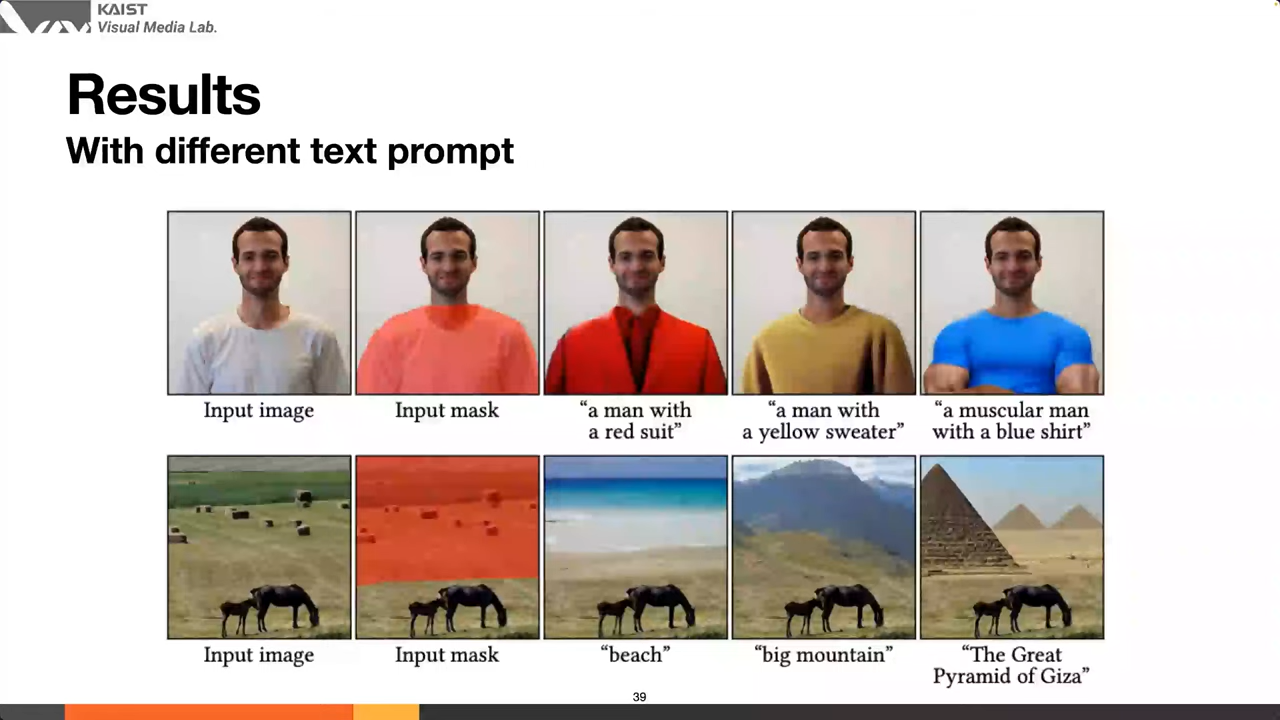 KAIST
Visual Media Lab.
Results
With different text prompt
Input image
Input mask
“a man with
a red suit”
“a man with
a yellow sweater”
“a muscular man
with a blue shirt”
Input image
Input mask
“beach”
“big mountain”
“The Great
Pyramid of Giza”
39